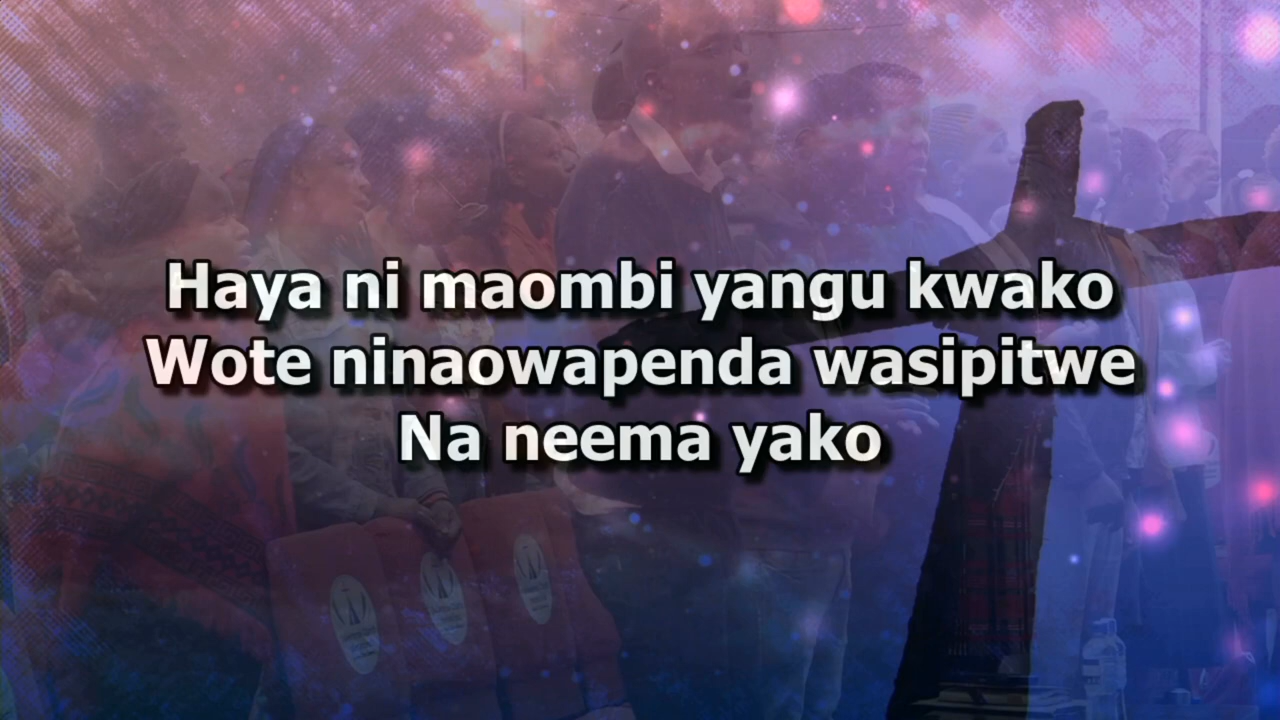 Haya ni maombi yangu kwako
Wote ninaowapenda wasipitwe
Na neema yako